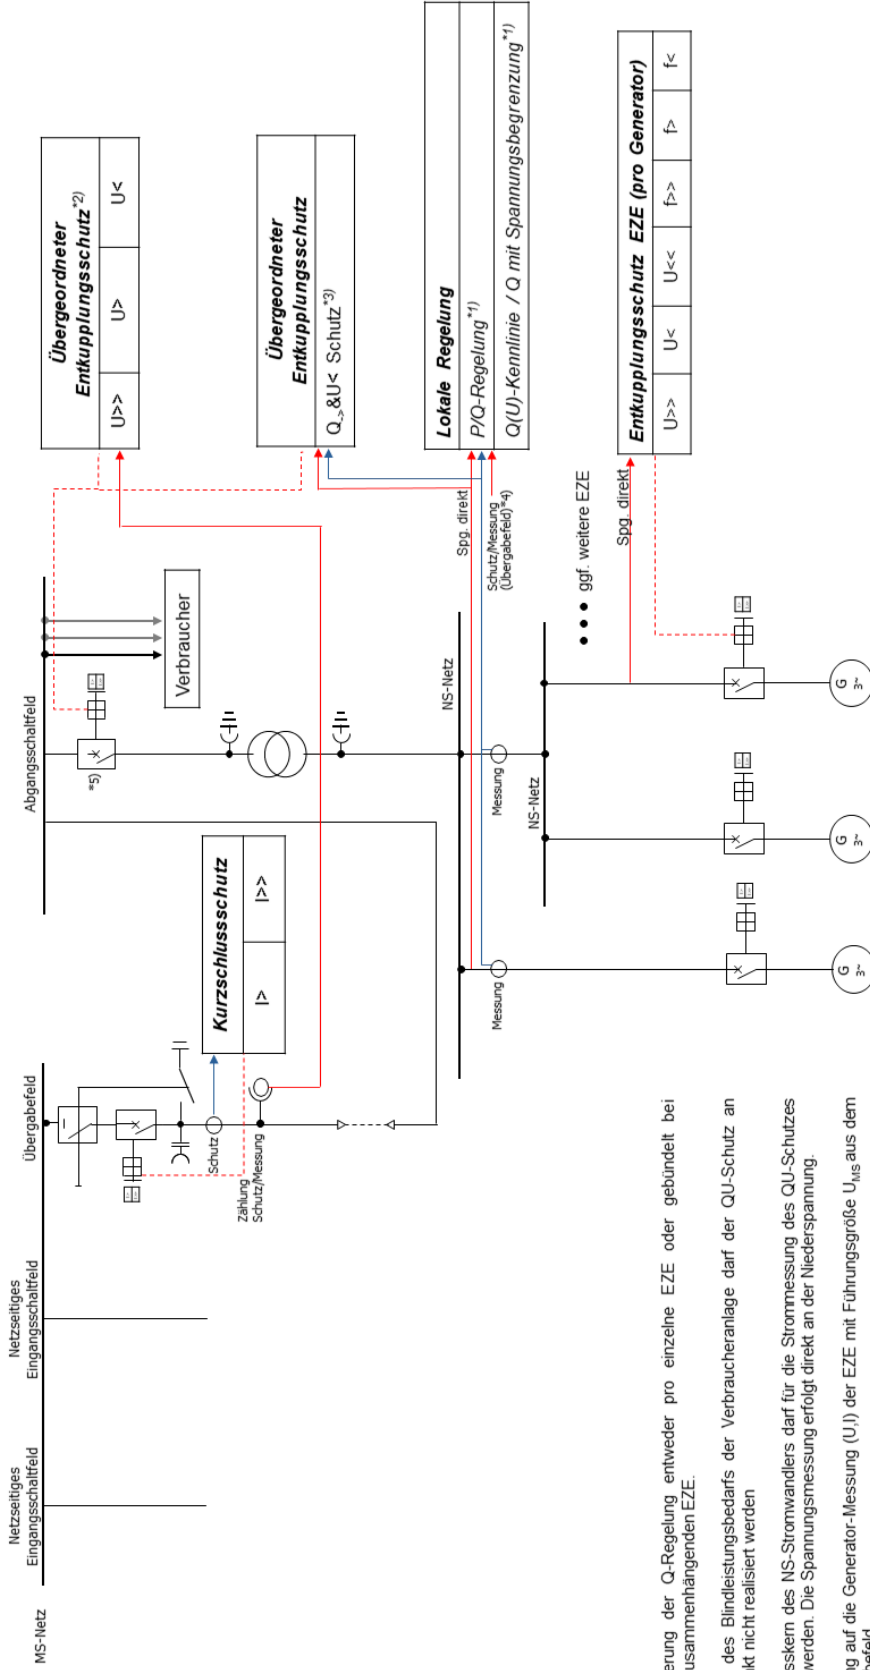 MS-Netz
Netzseitiges
Eingangsschaltfeld
Netzseitiges
Eingangsschaltfeld
Übergabefeld
Abgangsschaltfeld
Schutz
Zählung
Schutz/Messung
Kurzschlussschutz
I>
I>>
*5)
Verbraucher
Übergeordneter
Entkupplungsschutz*2)
U>>
U>
U<
Übergeordneter
Entkupplungsschutz
Q->&U< Schutz*3)
Lokale Regelung
P/Q-Regelung*1)
Q(U)-Kennlinie / Q mit Spannungsbegrenzung*1)
Spg. direkt
Schutz/Messung
(Übergabefeld)*4)
NS-Netz
Messung
Messung
NS-Netz
ggf. weitere EZE
Spg. direkt
Entkupplungsschutz EZE (pro Generator)
U>>
U<
U<<
f>>
f>
f<
G
3~
G
3~
G
3~
erung der Q-Regelung entweder pro einzelne EZE oder gebündelt bei
usammenhängenden EZE.
des Blindleistungsbedarfs der Verbraucheranlage darf der QU-Schutz an
kt nicht realisiert werden
sskern des NS-Stromwandlers darf für die Strommessung des QU-Schutzes
werden. Die Spannungsmessung erfolgt direkt an der Niederspannung.
g auf die Generator-Messung (U,I) der EZE mit Führungsgröße UMS aus dem